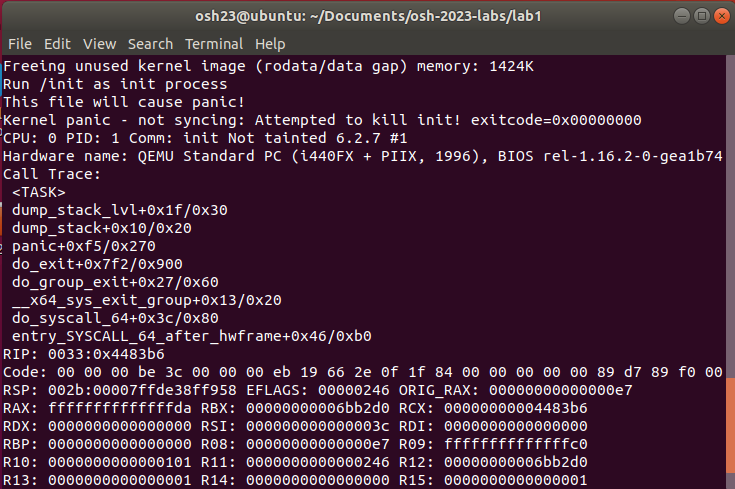 osh23@ubuntu: ~/Documents/osh-2023-labs/lab1
File Edit View Search Terminal Help
Freeing unused kernel image (rodata/data gap) memory: 1424K
Run /init as init process
This file will cause panic!
Kernel panic - not syncing: Attempted to kill init! exitcode=0x00000000
CPU: 0 PID: 1 Comm: init Not tainted 6.2.7 #1
Hardware name: QEMU Standard PC (i440FX + PIIX, 1996), BIOS rel-1.16.2-0-gea1b74
Call Trace:
<TASK>
dump_stack_lvl+0x1f/0x30
dump_stack+0x10/0x20
panic+0xf5/0x270
do_exit+0x7f2/0x900
do_group_exit+0x27/0x60
__x64_sys_exit_group+0x13/0x20
do_syscall_64+0x3c/0x80
entry_SYSCALL_64_after_hwframe+0x46/0xb0
RIP: 0033:0x4483b6
Code: 00 00 00 be 3c 00 00 00 eb 19 66 2e 0f 1f 84 00 00 00 00 00 89 d7 89 f0 00
RSP: 002b:00007ffde38ff958 EFLAGS: 00000246 ORIG_RAX: 00000000000000e7
RAX: ffffffffffffffda RBX: 00000000006bb2d0 RCX: 00000000004483b6
RDX: 0000000000000000 RSI: 000000000000003c RDI: 0000000000000000
RBP: 0000000000000000 R08: 00000000000000e7 R09: ffffffffffffffc0
R10: 0000000000000101 R11: 0000000000000246 R12: 00000000006bb2d0
R13: 0000000000000001 R14: 0000000000000000 R15: 0000000000000001